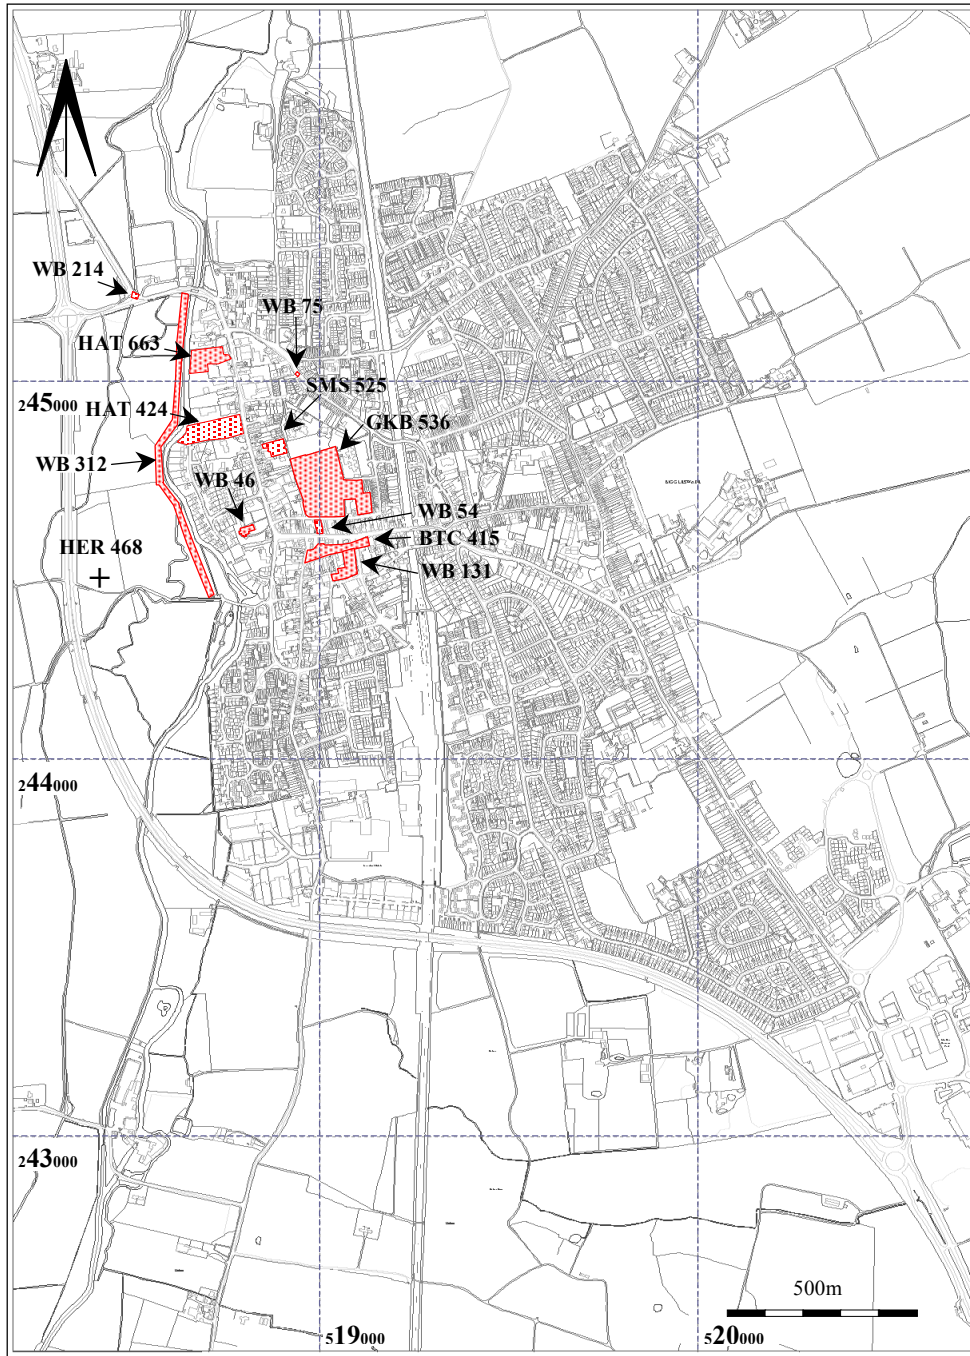 WB 214
WB 75
HAT 663
SMS 525
245000
HAT 424
GKB 536
WB 312
WB 46
WB 54
HER 468
BTC 415
WB 131
BIGGLESWADE
244000
243000
500m
519000
520000